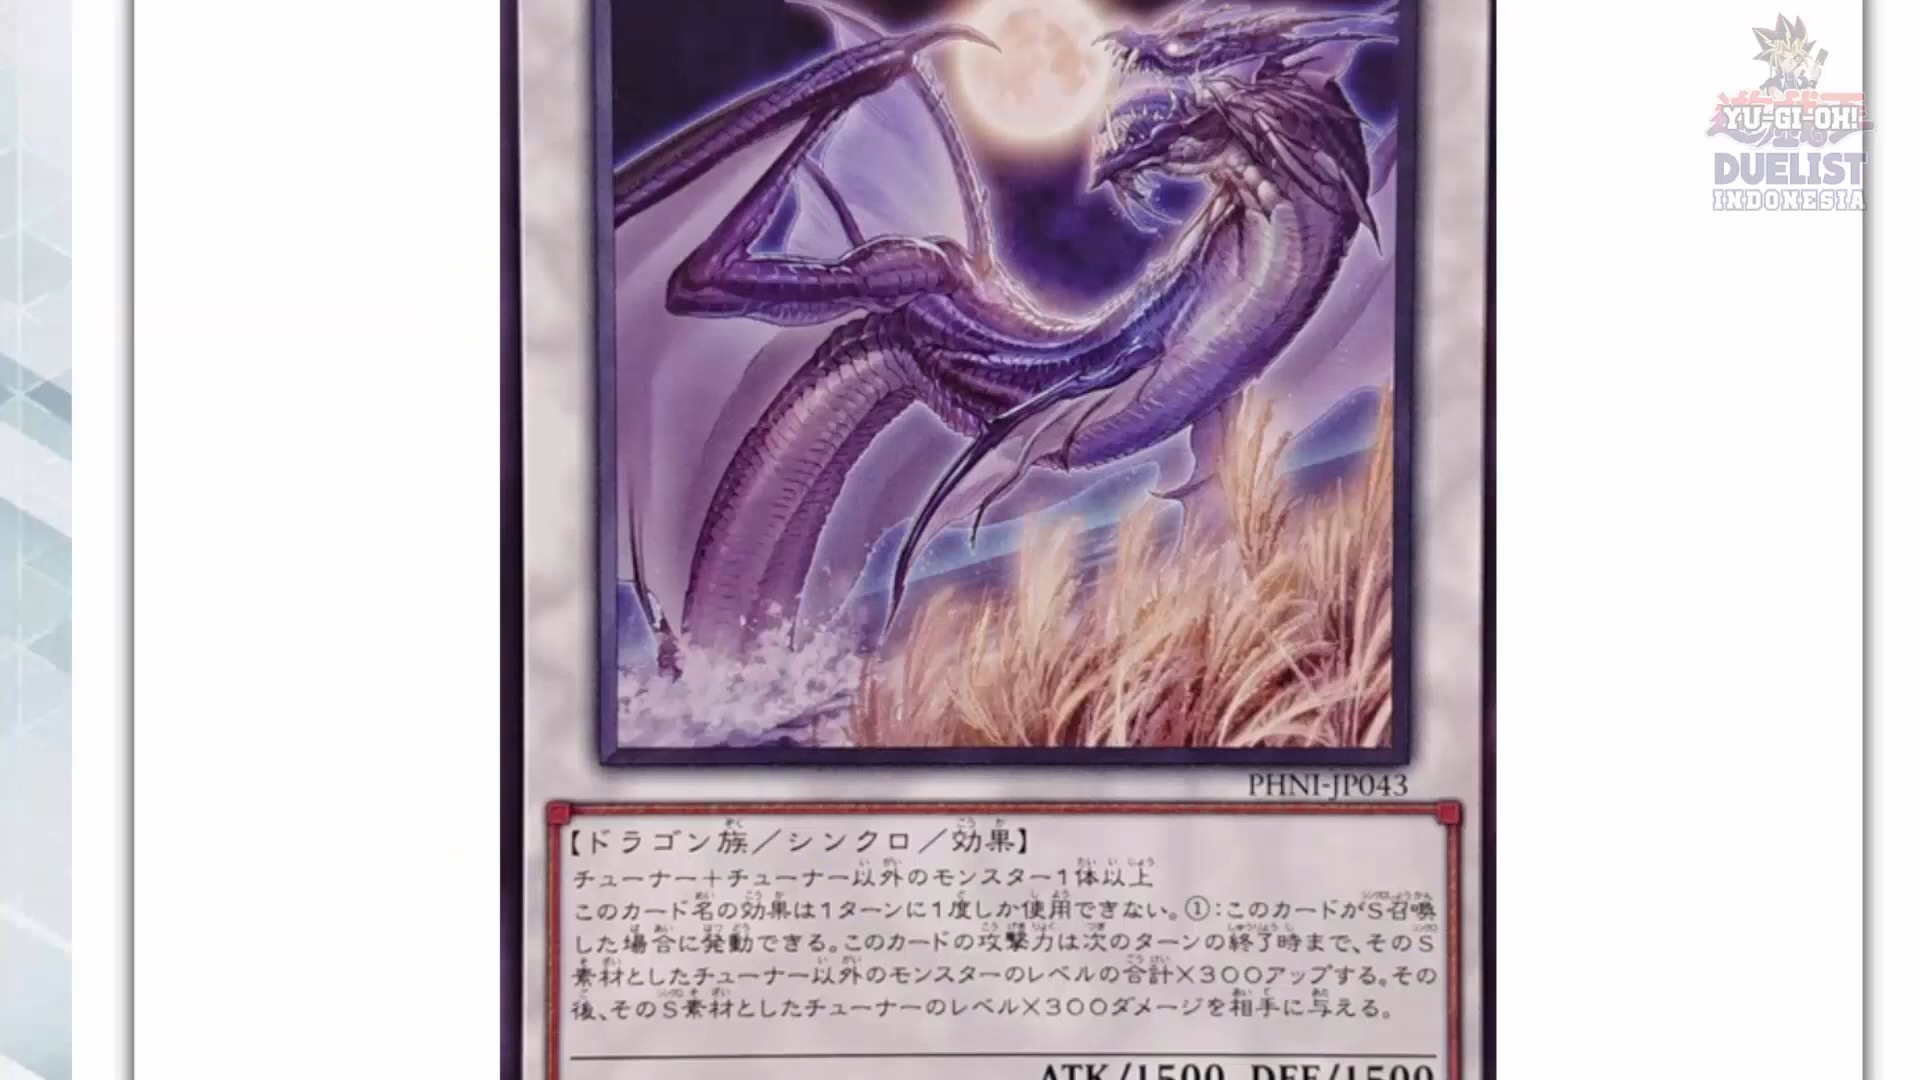 YU-GI-OH!
DUELIST
INDONESIA
PHNI-JP043
【ドラゴン族／シンクロ／効果】
チューナー＋チューナー以外のモンスター1体以上
このカード名の効果は1ターンに1度しか使用できない。①：このカードがS召喚
した場合に発動できる。このカードの攻撃力は次のターンの終了時まで、そのS
素材としたチューナー以外のモンスターのレベルの合計×300アップする。その
後、そのS素材としたチューナーのレベル×300ダメージを相手に与える。
ATK/1500 DEF/1500